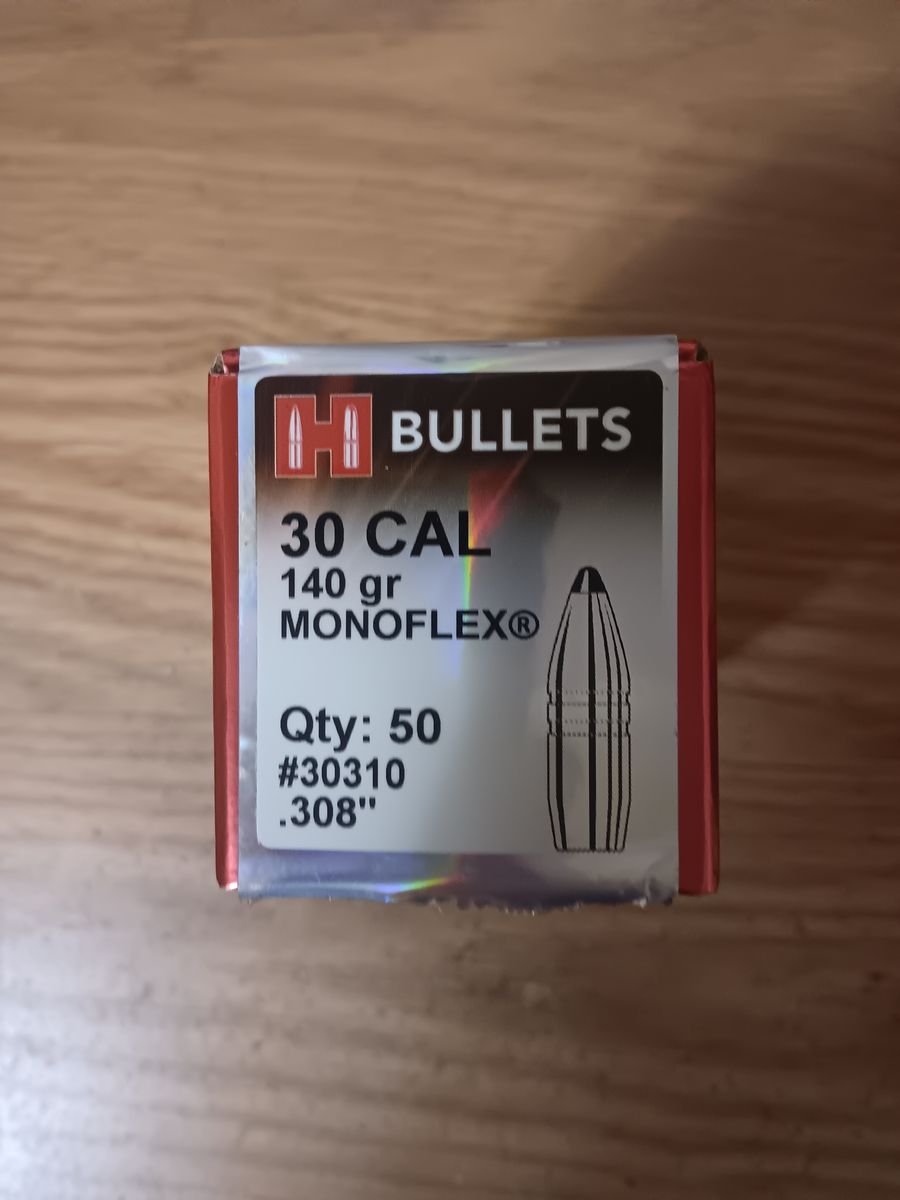 H BULLETS
30 CAL
140 gr
MONOFLEX®
Qty: 50
#30310
.308"